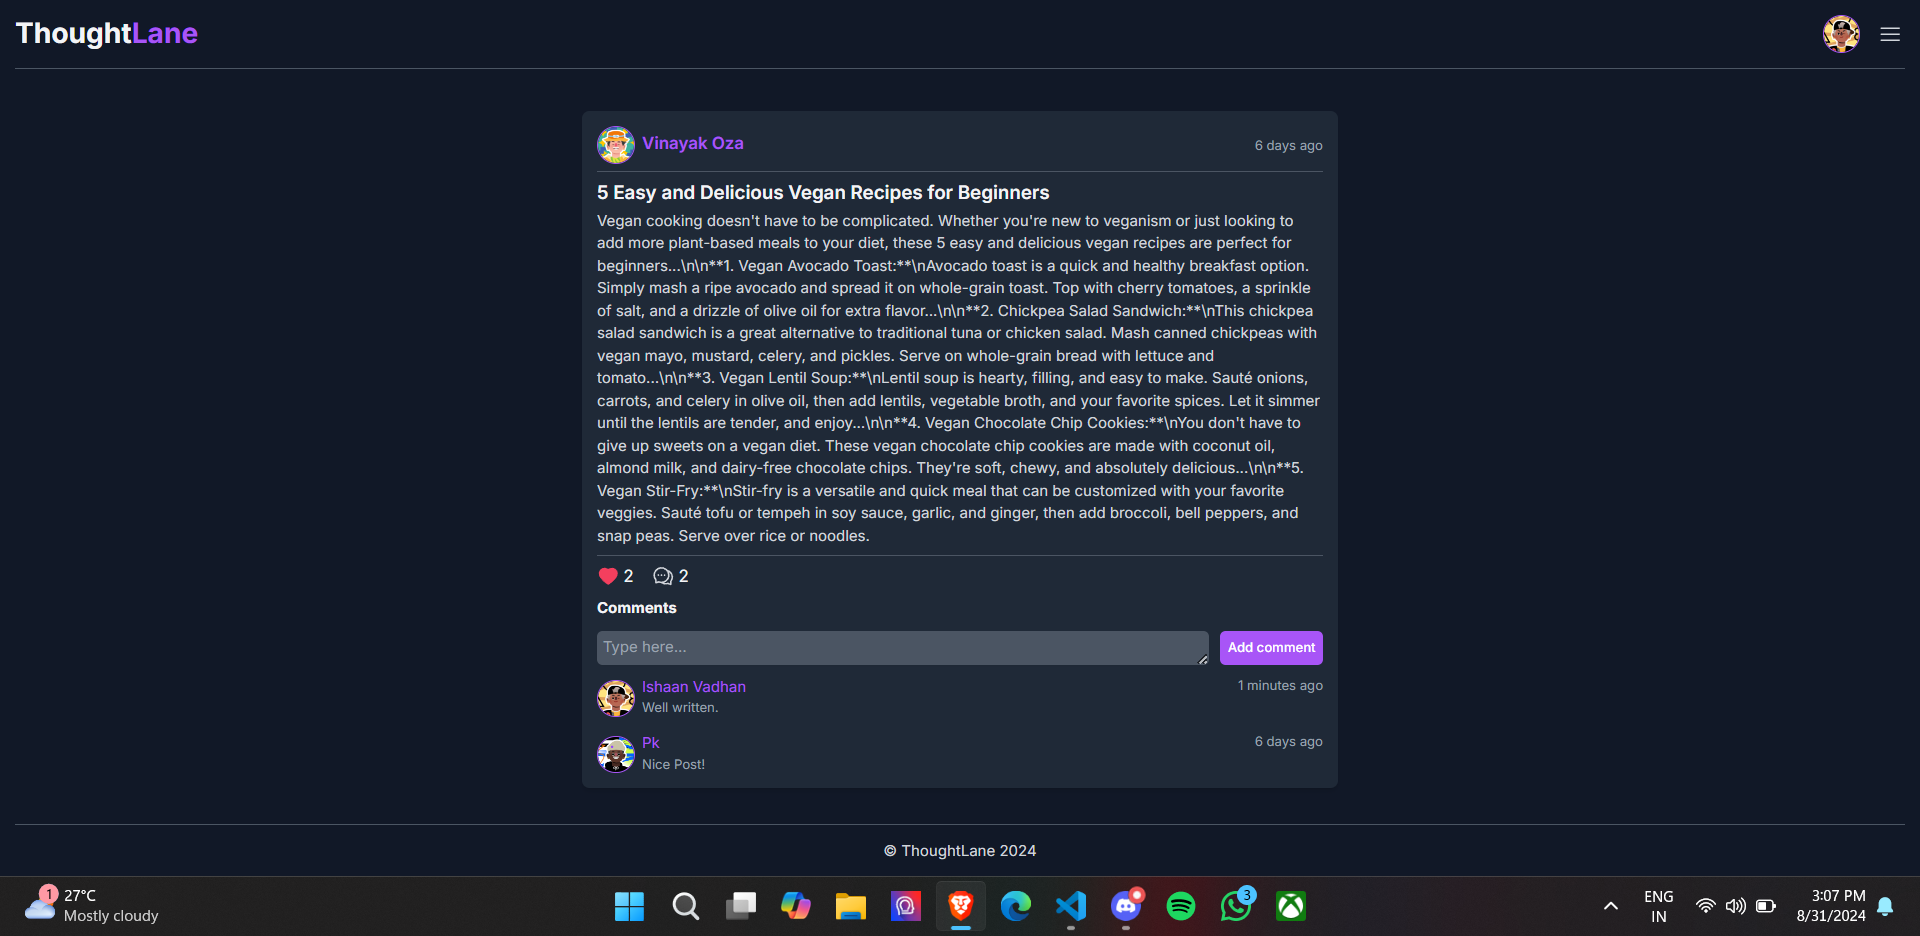 ThoughtLane
Vinayak Oza
6 days ago
5 Easy and Delicious Vegan Recipes for Beginners
Vegan cooking doesn't have to be complicated. Whether you're new to veganism or just looking to
add more plant-based meals to your diet, these 5 easy and delicious vegan recipes are perfect for
beginners...\n\n**1. Vegan Avocado Toast:**\nAvocado toast is a quick and healthy breakfast option.
Simply mash a ripe avocado and spread it on whole-grain toast. Top with cherry tomatoes, a sprinkle
of salt, and a drizzle of olive oil for extra flavor...\n\n**2. Chickpea Salad Sandwich:**\nThis chickpea
salad sandwich is a great alternative to traditional tuna or chicken salad. Mash canned chickpeas with
vegan mayo, mustard, celery, and pickles. Serve on whole-grain bread with lettuce and
tomato...\n\n**3. Vegan Lentil Soup:**\nLentil soup is hearty, filling, and easy to make. Sauté onions,
carrots, and celery in olive oil, then add lentils, vegetable broth, and your favorite spices. Let it simmer
until the lentils are tender, and enjoy...\n\n**4. Vegan Chocolate Chip Cookies:**\nYou don't have to
give up sweets on a vegan diet. These vegan chocolate chip cookies are made with coconut oil,
almond milk, and dairy-free chocolate chips. They're soft, chewy, and absolutely delicious...\n\n**5.
Vegan Stir-Fry:**\nStir-fry is a versatile and quick meal that can be customized with your favorite
veggies. Sauté tofu or tempeh in soy sauce, garlic, and ginger, then add broccoli, bell peppers, and
snap peas. Serve over rice or noodles.
2 2
Comments
Type here...
Add comment
Ishaan Vadhan
1 minutes ago
Well written.
Pk
6 days ago
Nice Post!
© ThoughtLane 2024
1
27°C
Mostly cloudy
3
ENG
IN
3:07 PM
8/31/2024